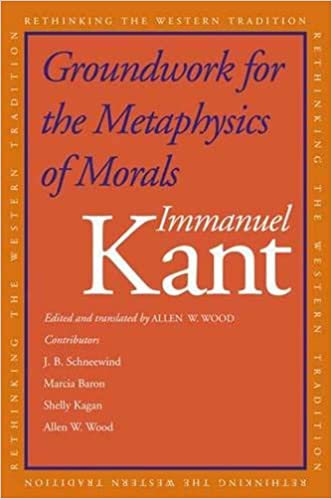 RETHINKING THE WESTERN TRADITION
Groundwork for
the Metaphysics
of Morals
Immanuel
Kant
Edited and translated by ALLEN W. WOOD
Contributors
J. B. Schneewind
Marcia Baron
Shelly Kagan
Allen W. Wood
RETHINKING THE WESTERN TRADITION
RETHINKING THE WESTERN TRADITION
RETHINKING THE WESTERN TRADITION